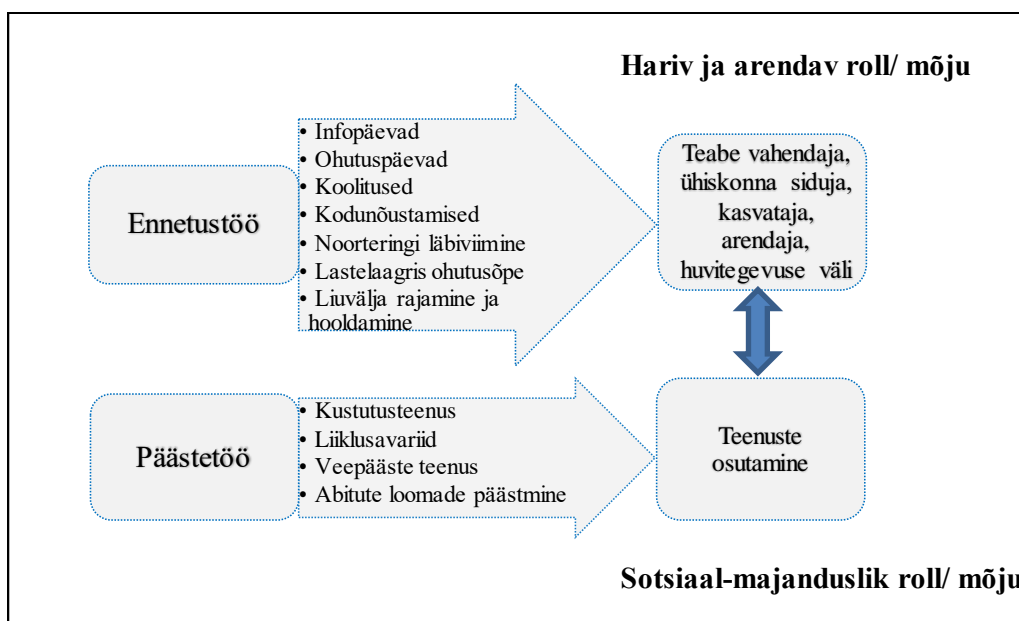 Hariv ja arendav roll/ mõju
Ennetustöö
• Infopäevad
• Ohutuspäevad
• Koolitused
• Kodunõustamised
• Noorteringi läbiviimine
• Lastelaagris ohutusõpe
• Liuvälja rajamine ja
hooldamine
Teabe vahendaja,
ühiskonna siduja,
kasvataja,
arendaja,
huvitegevuse väli
Päästetöö
• Kustutusteenus
• Liiklusavariid
• Veepääste teenus
• Abitute loomade päästmine
Teenuste
osutamine
Sotsiaal-majanduslik roll/ mõju